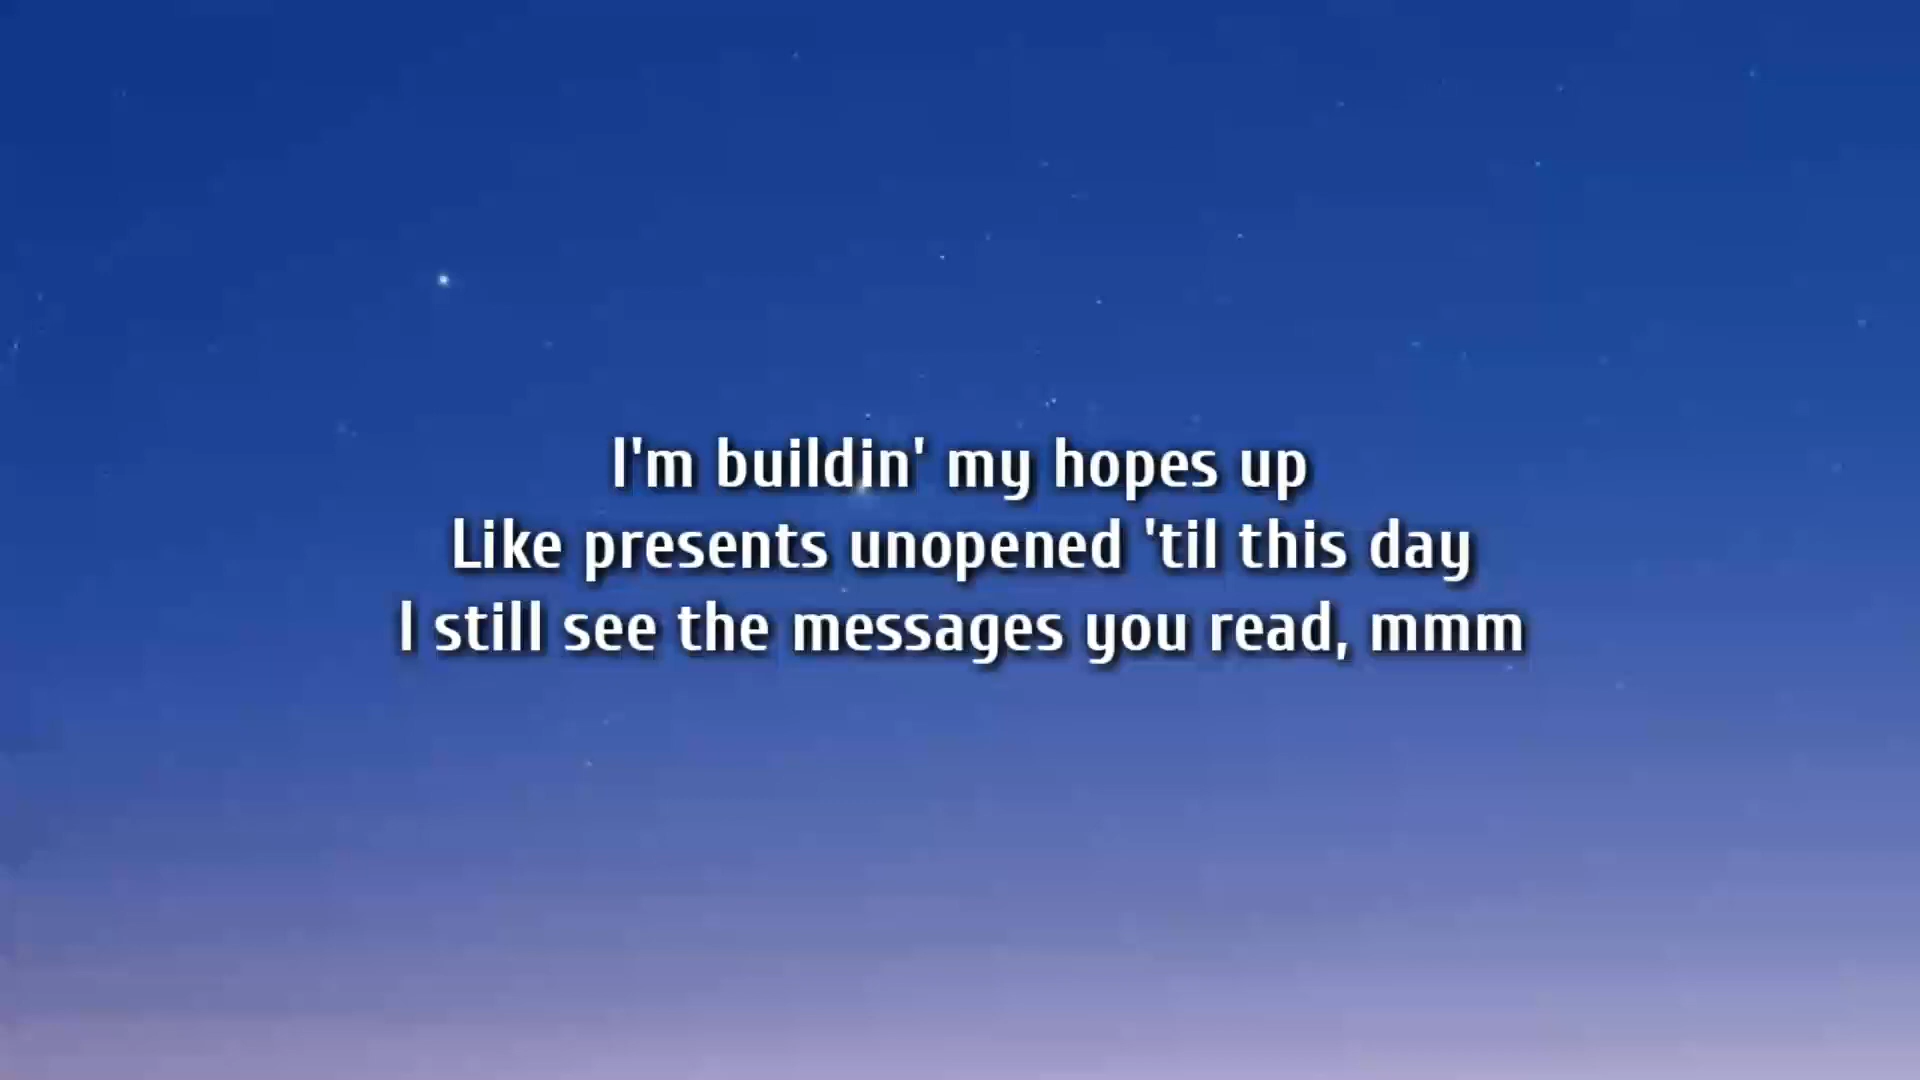 I'm buildin' my hopes up
Like presents unopened 'til this day
I still see the messages you read, mmm